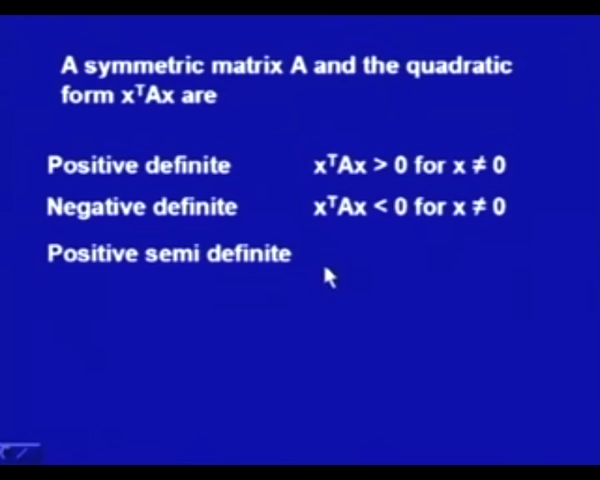 A symmetric matrix A and the quadratic
form xᵀAx are
Positive definite xᵀAx > 0 for x ≠ 0
Negative definite xᵀAx < 0 for x ≠ 0
Positive semi definite